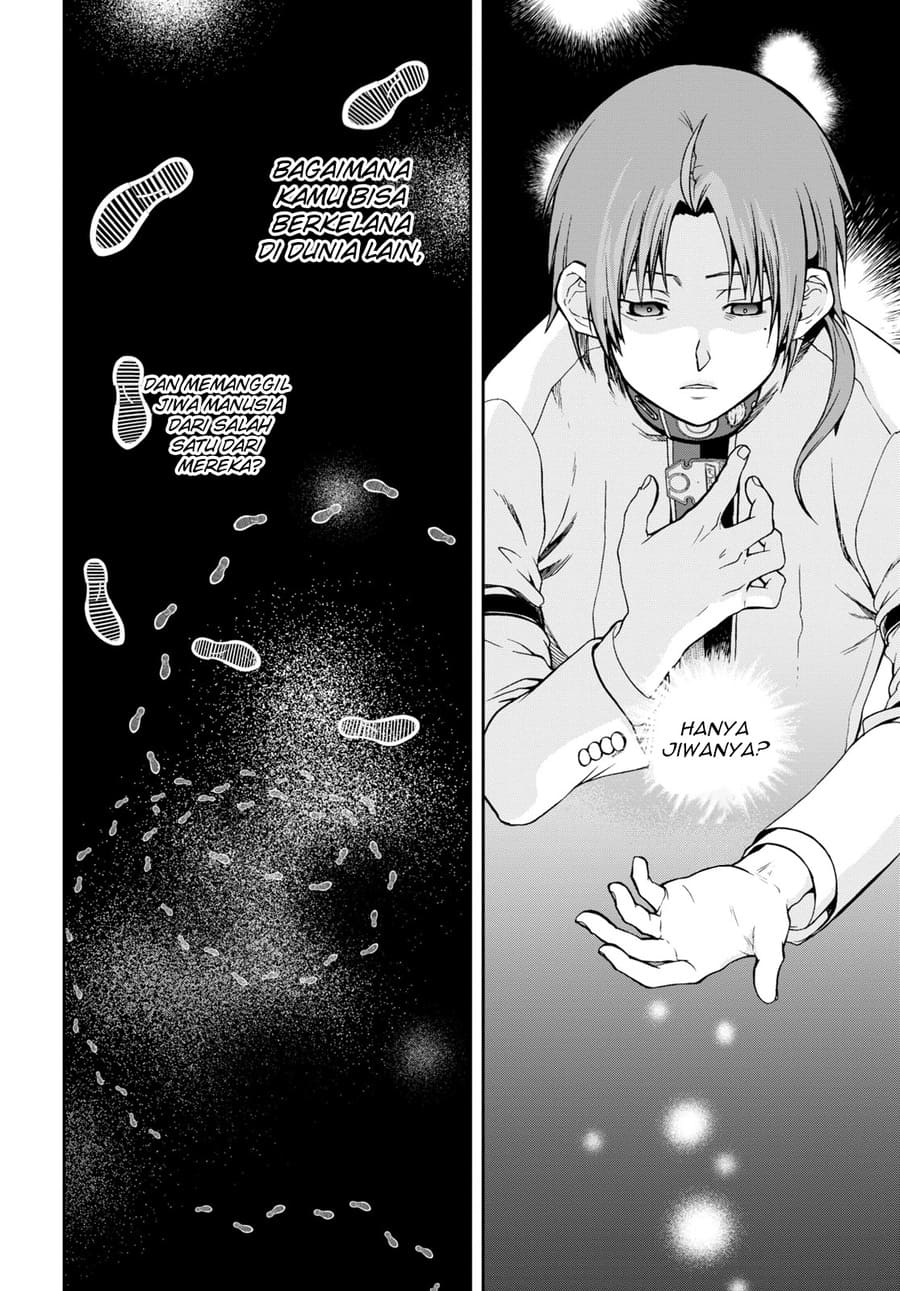 HANYA
JIWANYA?
BAGAIMANA
KAMU BISA
BERKELANA
DI DUNIA LAIN,
DAN MEMANGGIL
JIWA MANUSIA
DARI SALAH
SATU DARI
MEREKA?